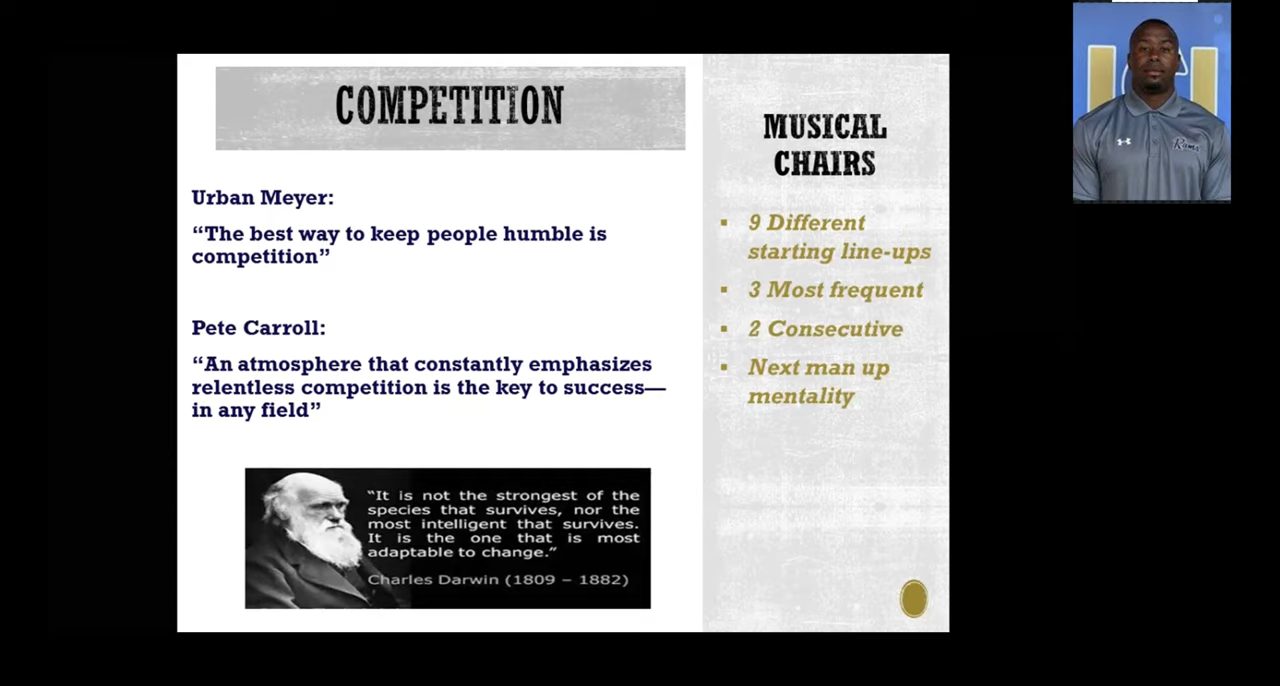 COMPETITION
Urban Meyer:
“The best way to keep people humble is
competition”
Pete Carroll:
“An atmosphere that constantly emphasizes
relentless competition is the key to success—
in any field”
“It is not the strongest of the
species that survives, nor the
most intelligent that survives.
It is the one that is most
adaptable to change.”
Charles Darwin (1809 – 1882)
MUSICAL
CHAIRS
▪ 9 Different
starting line-ups
▪ 3 Most frequent
▪ 2 Consecutive
▪ Next man up
mentality
Rams